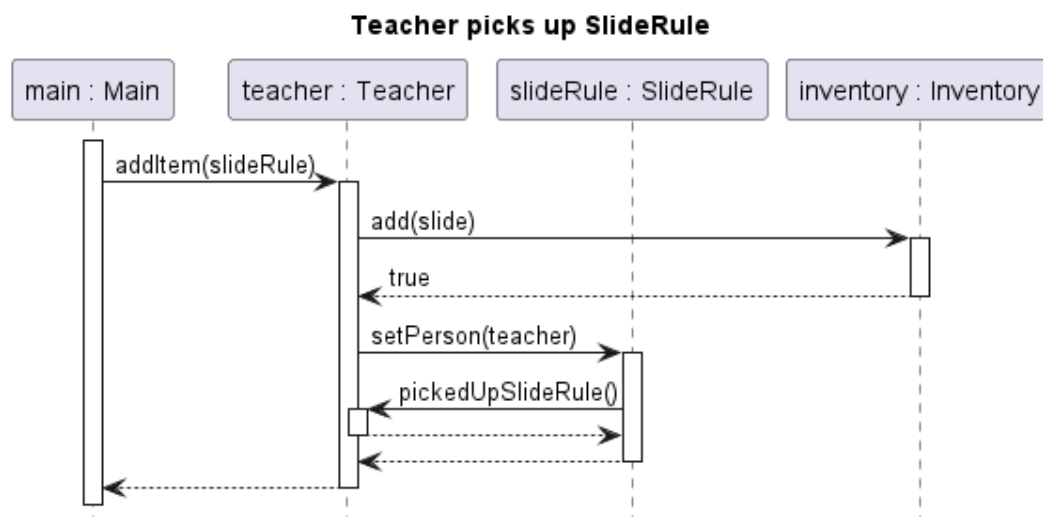 Teacher picks up SlideRule
main : Main
teacher : Teacher
slideRule : SlideRule
inventory : Inventory
addItem(slideRule)
add(slide)
true
setPerson(teacher)
pickedUpSlideRule()